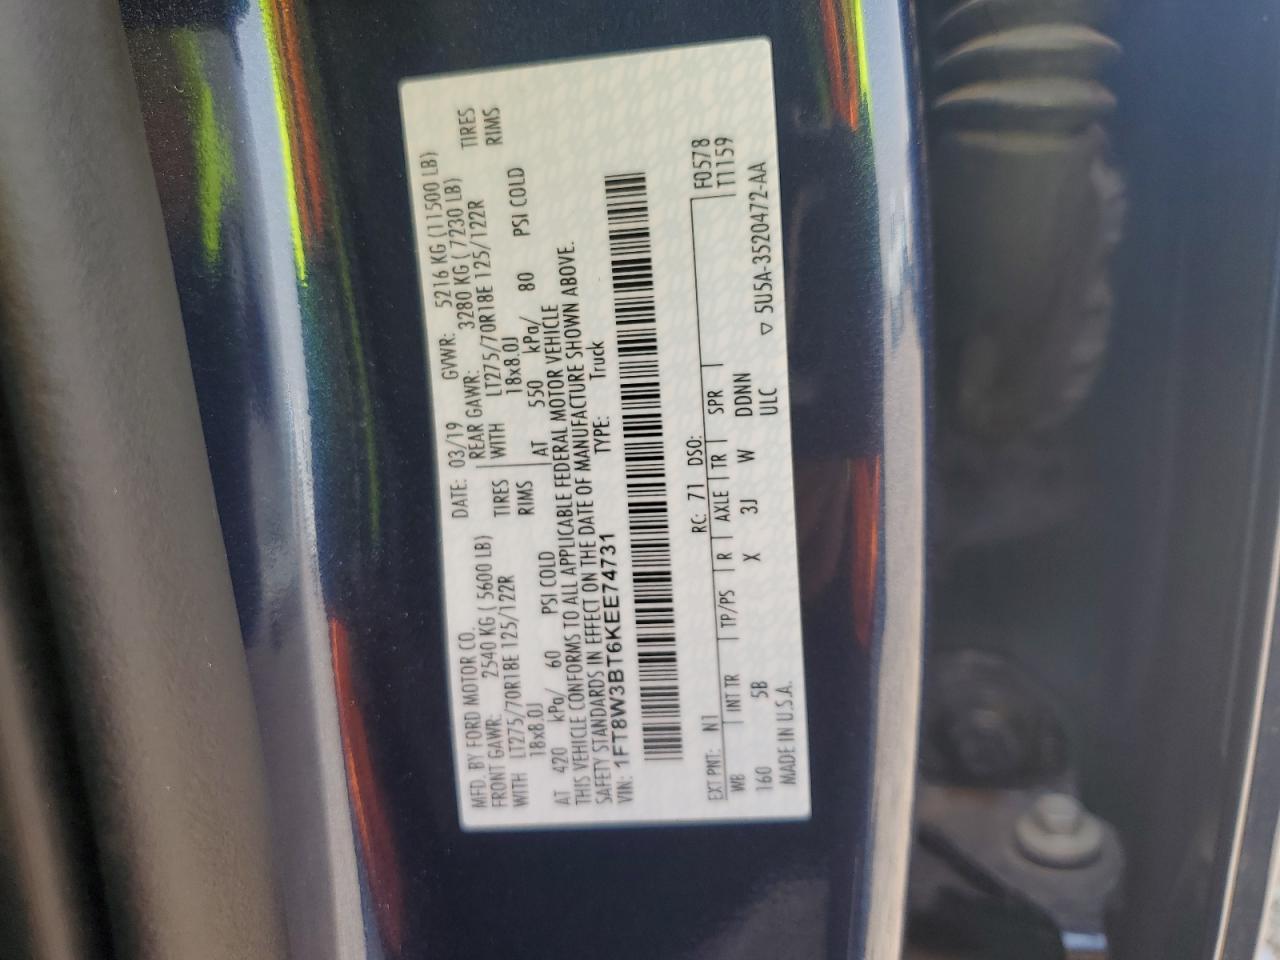 MFD. BY FORD MOTOR CO.
DATE: 03/19 GVWR: 5216 KG (11500 LB)
FRONT GAWR: 2540 KG ( 5600 LB) REAR GAWR: 3280 KG ( 7230 LB)
WITH LT275/70R18E 125/122R TIRES WITH LT275/70R18E 125/122R TIRES
18x8.0J RIMS 18x8.0J RIMS
AT 420 kPa/ 60 PSI COLD AT 550 kPa/ 80 PSI COLD
THIS VEHICLE CONFORMS TO ALL APPLICABLE FEDERAL MOTOR VEHICLE
SAFETY STANDARDS IN EFFECT ON THE DATE OF MANUFACTURE SHOWN ABOVE.
VIN: 1FT8W3BT6KEE74731 TYPE: Truck
F0578
EXT PNT: N1 RC: 71 DSO: T1159
WB INT TR TP/PS R AXLE TR SPR
160 5B X 3J W DDNN
ULC
MADE IN U.S.A. ▽ 5U5A-3520472-AA